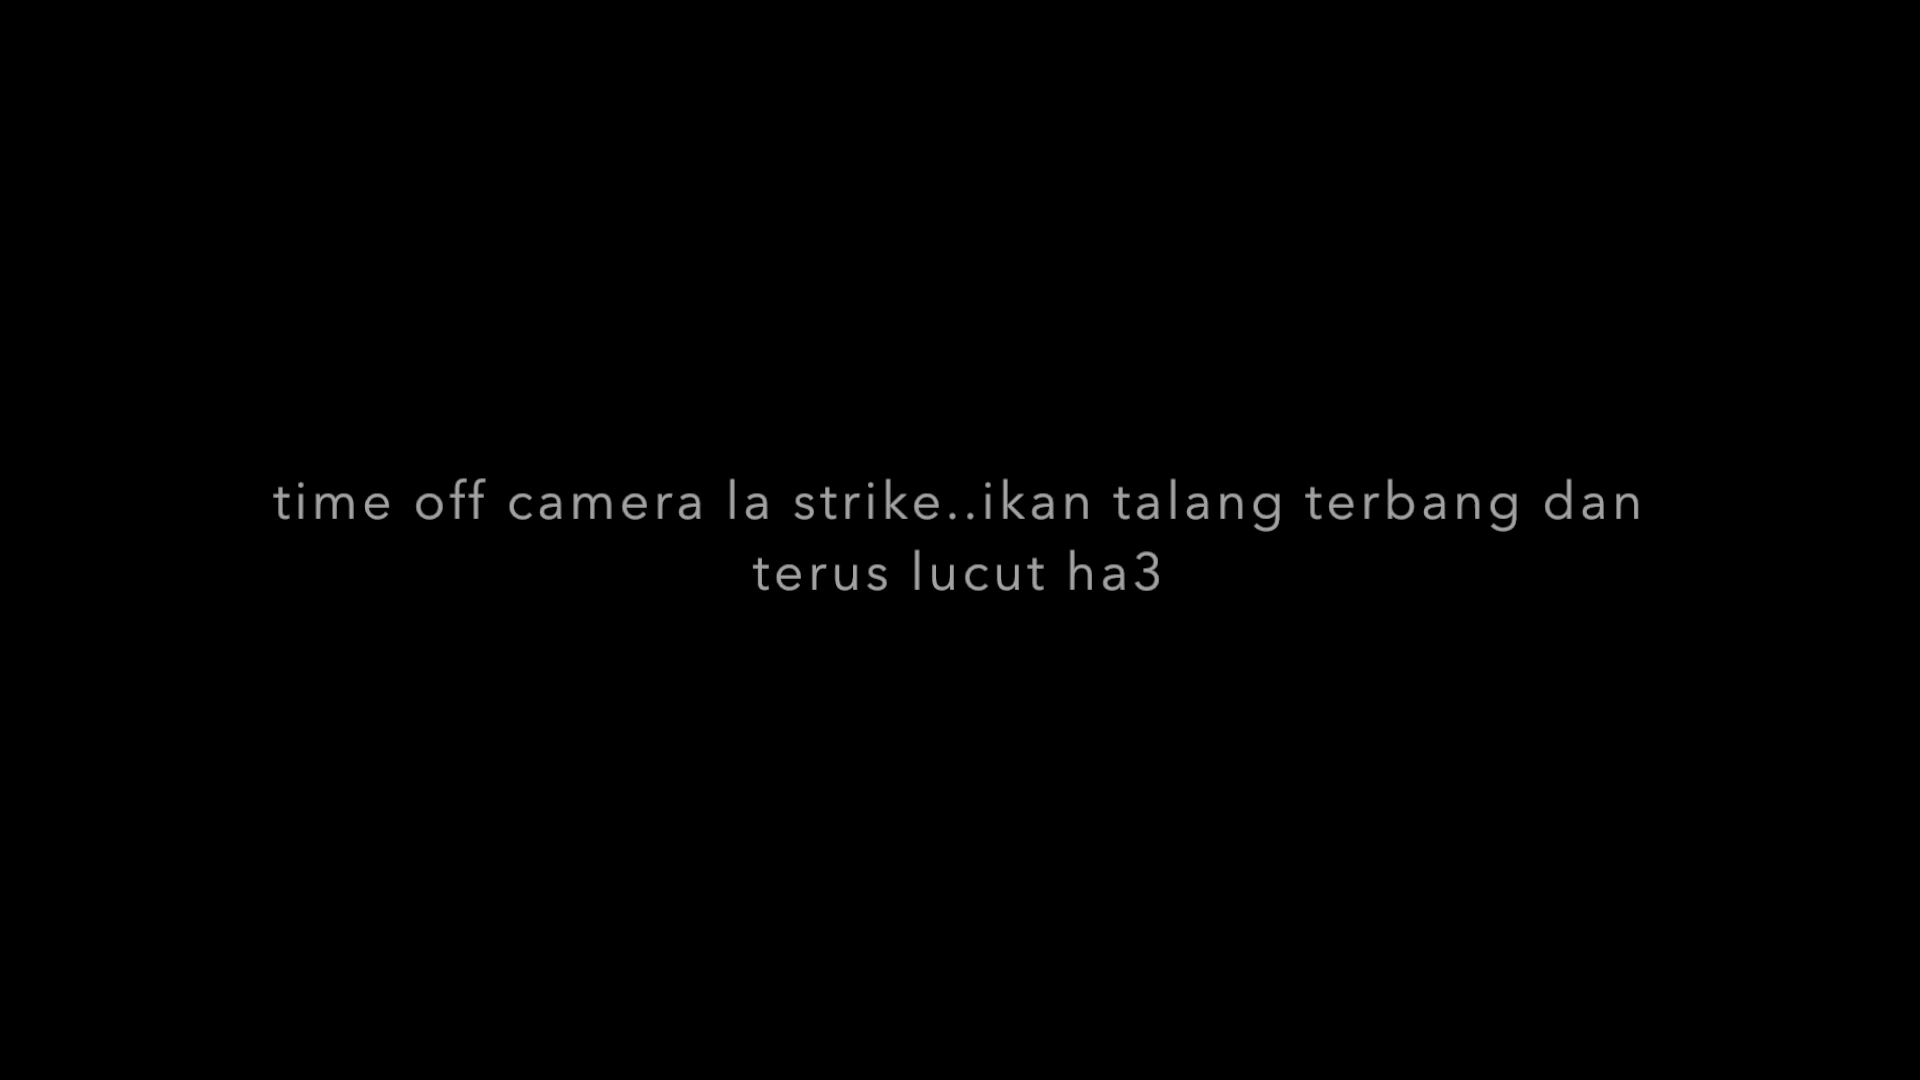 time off camera la strike..ikan talang terbang dan
terus lucut ha3